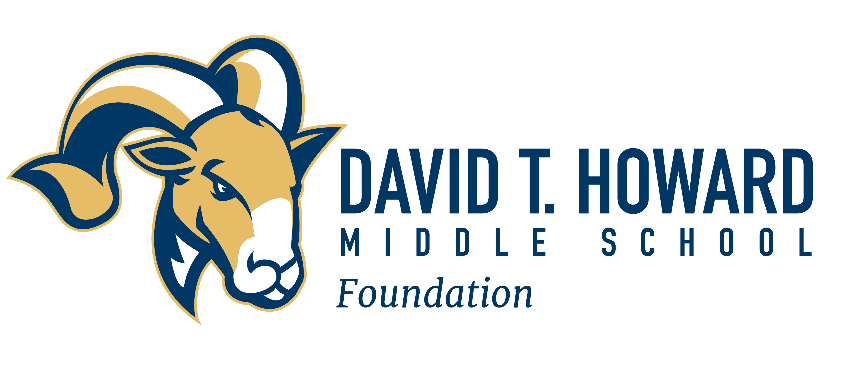 DAVID T. HOWARD
MIDDLE SCHOOL
Foundation